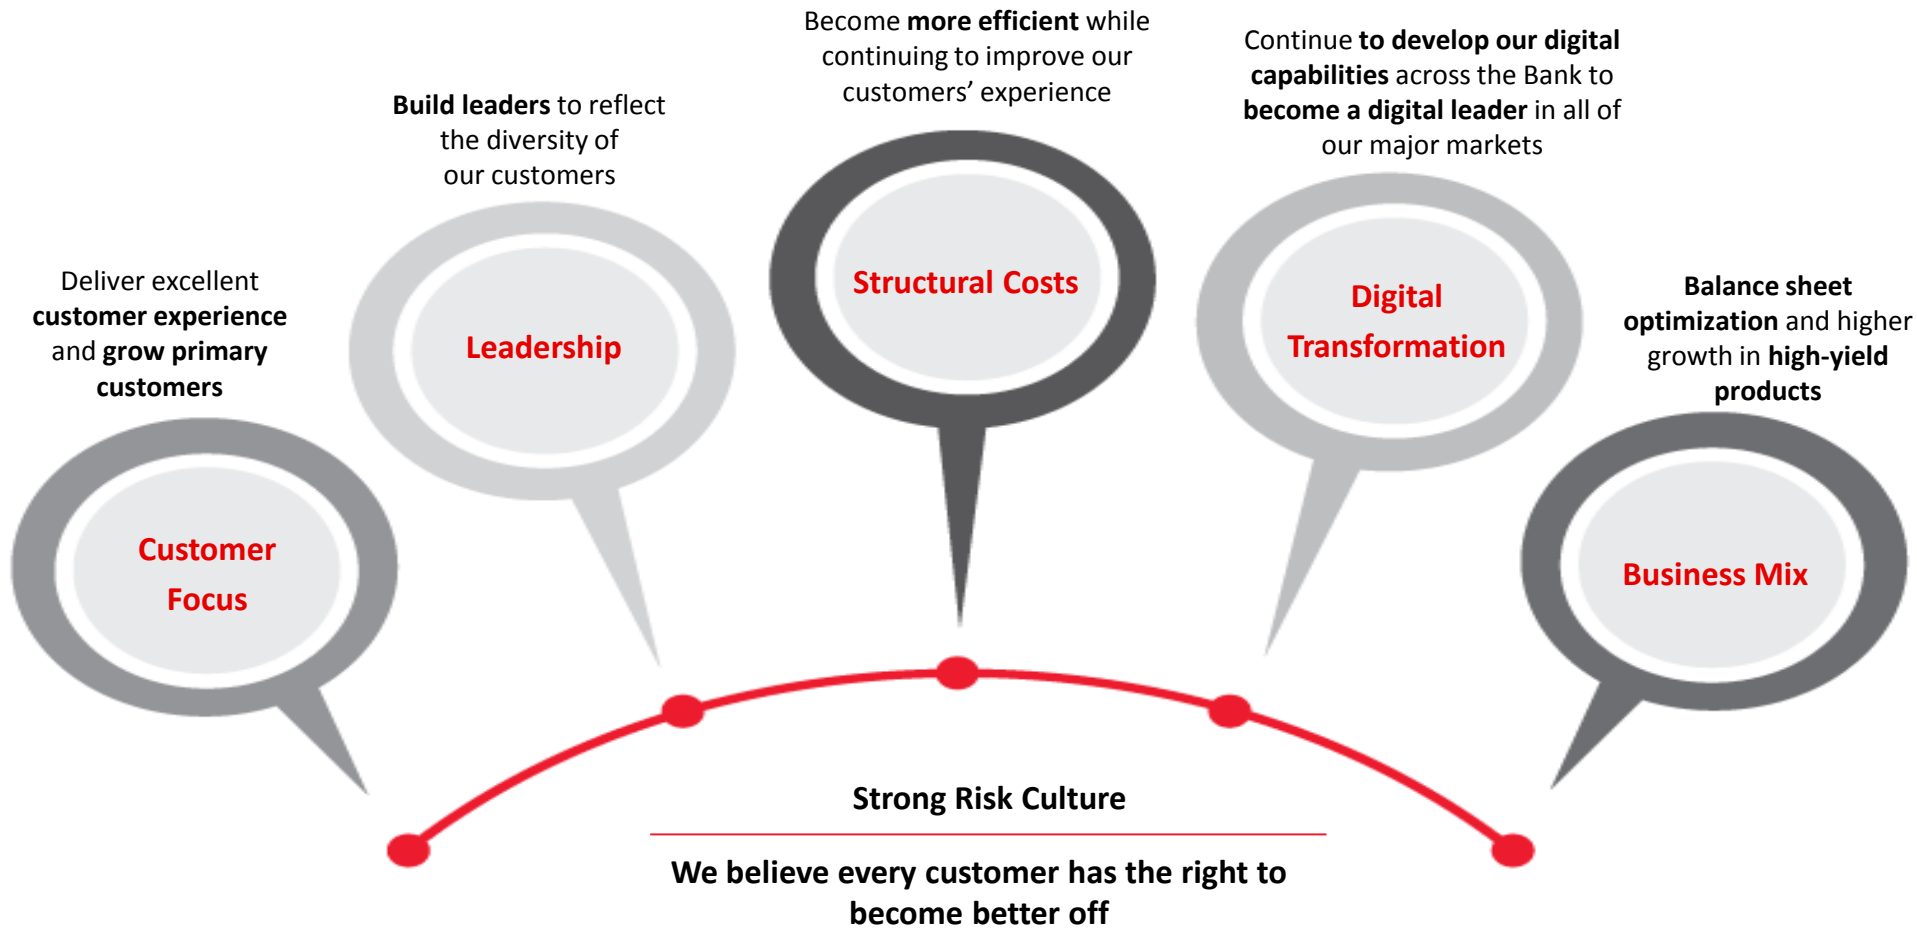 Deliver excellent
customer experience
and grow primary
customers
Customer
Focus
Build leaders to reflect
the diversity of
our customers
Leadership
Become more efficient while
continuing to improve our
customers’ experience
Structural Costs
Continue to develop our digital
capabilities across the Bank to
become a digital leader in all of
our major markets
Digital
Transformation
Balance sheet
optimization and higher
growth in high-yield
products
Business Mix
Strong Risk Culture
We believe every customer has the right to
become better off